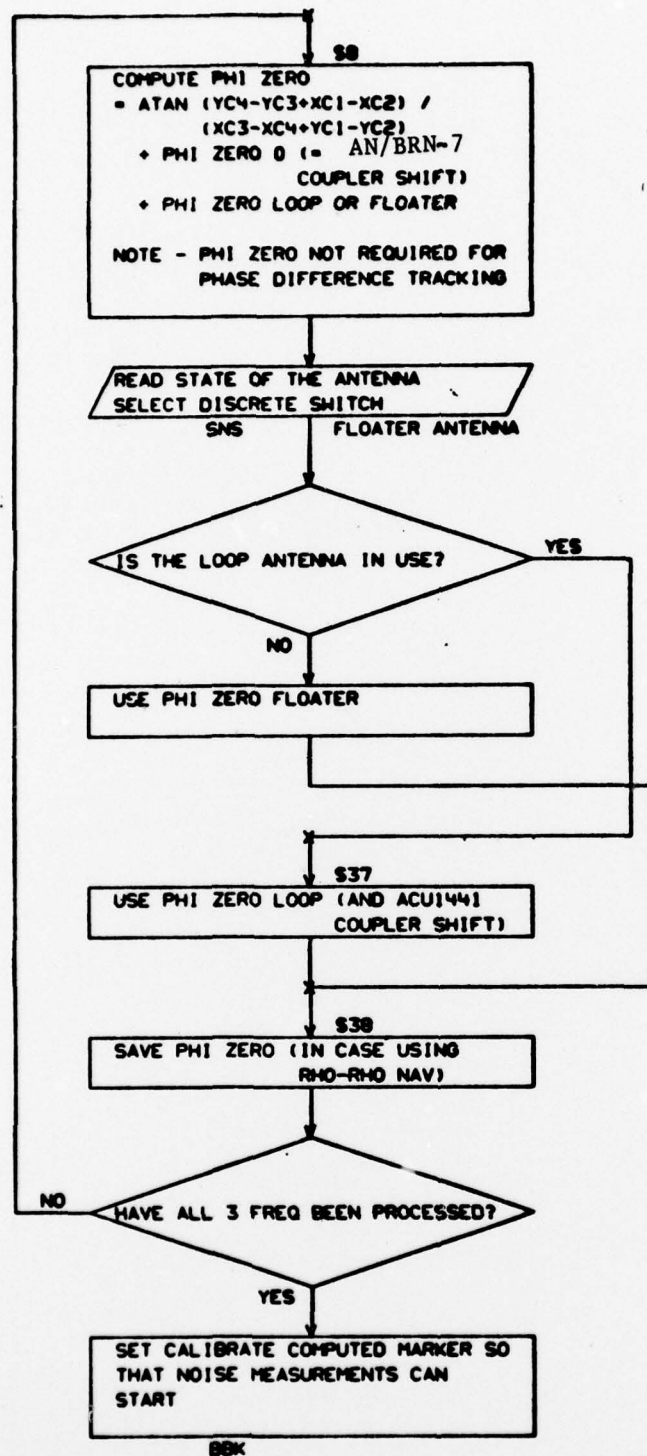 $8
COMPUTE PHI ZERO
= ATAN (YC4-YC3+XC1-XC2) /
(XC3-XC4+YC1-YC2)
+ PHI ZERO 0 (= AN/BRN-7
COUPLER SHIFT)
+ PHI ZERO LOOP OR FLOATER
NOTE - PHI ZERO NOT REQUIRED FOR
PHASE DIFFERENCE TRACKING
READ STATE OF THE ANTENNA
SELECT DISCRETE SWITCH
SNS FLOATER ANTENNA
IS THE LOOP ANTENNA IN USE?
YES
NO
USE PHI ZERO FLOATER
$37
USE PHI ZERO LOOP (AND ACU1441
COUPLER SHIFT)
$38
SAVE PHI ZERO (IN CASE USING
RHO-RHO NAV)
NO
HAVE ALL 3 FREQ BEEN PROCESSED?
YES
SET CALIBRATE COMPUTED MARKER SO
THAT NOISE MEASUREMENTS CAN
START
BBK